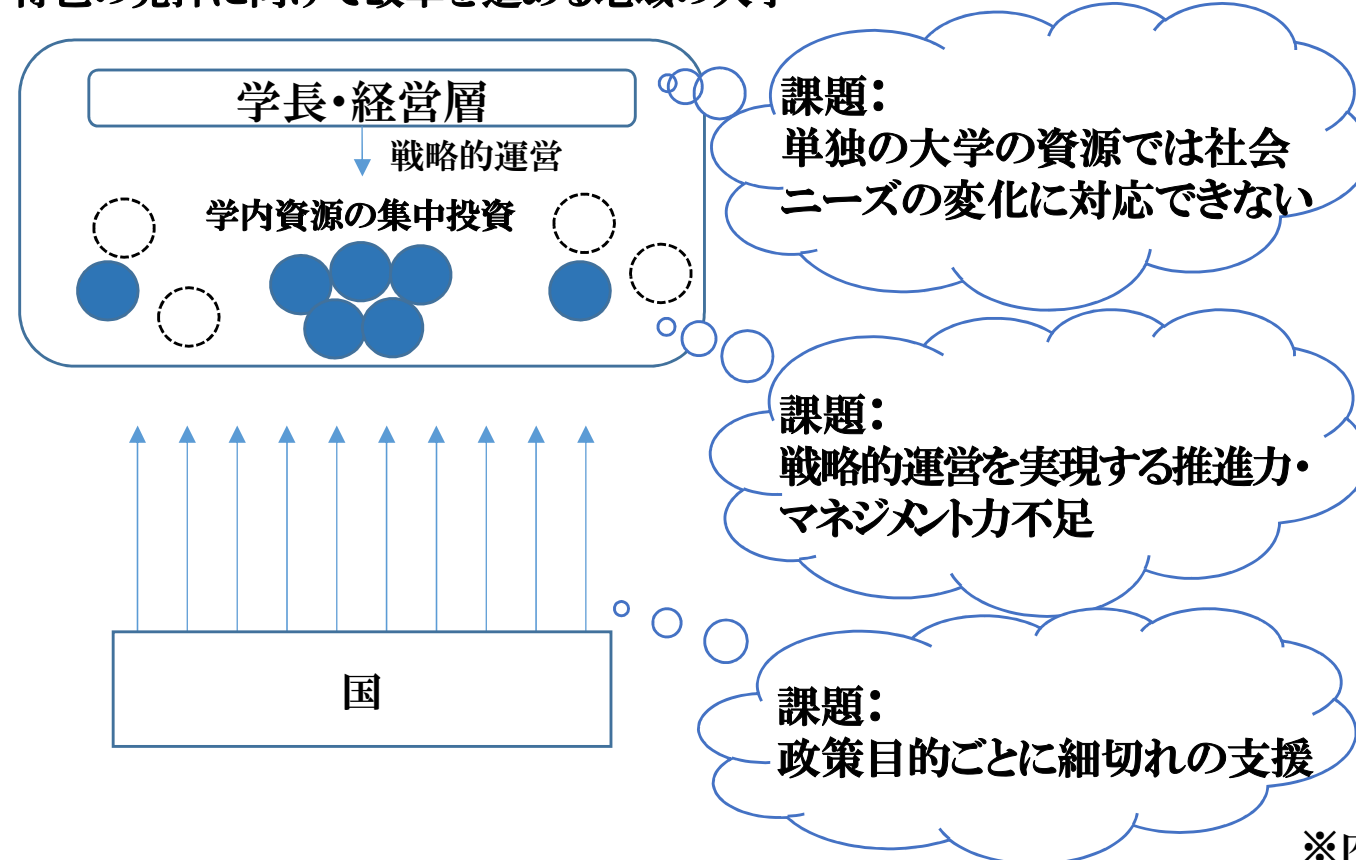 学長・経営層
戦略的運営
学内資源の集中投資
国
課題：
単独の大学の資源では社会
ニーズの変化に対応できない
課題：
戦略的運営を実現する推進力・
マネジメント力不足
課題：
政策目的ごとに細切れの支援
※